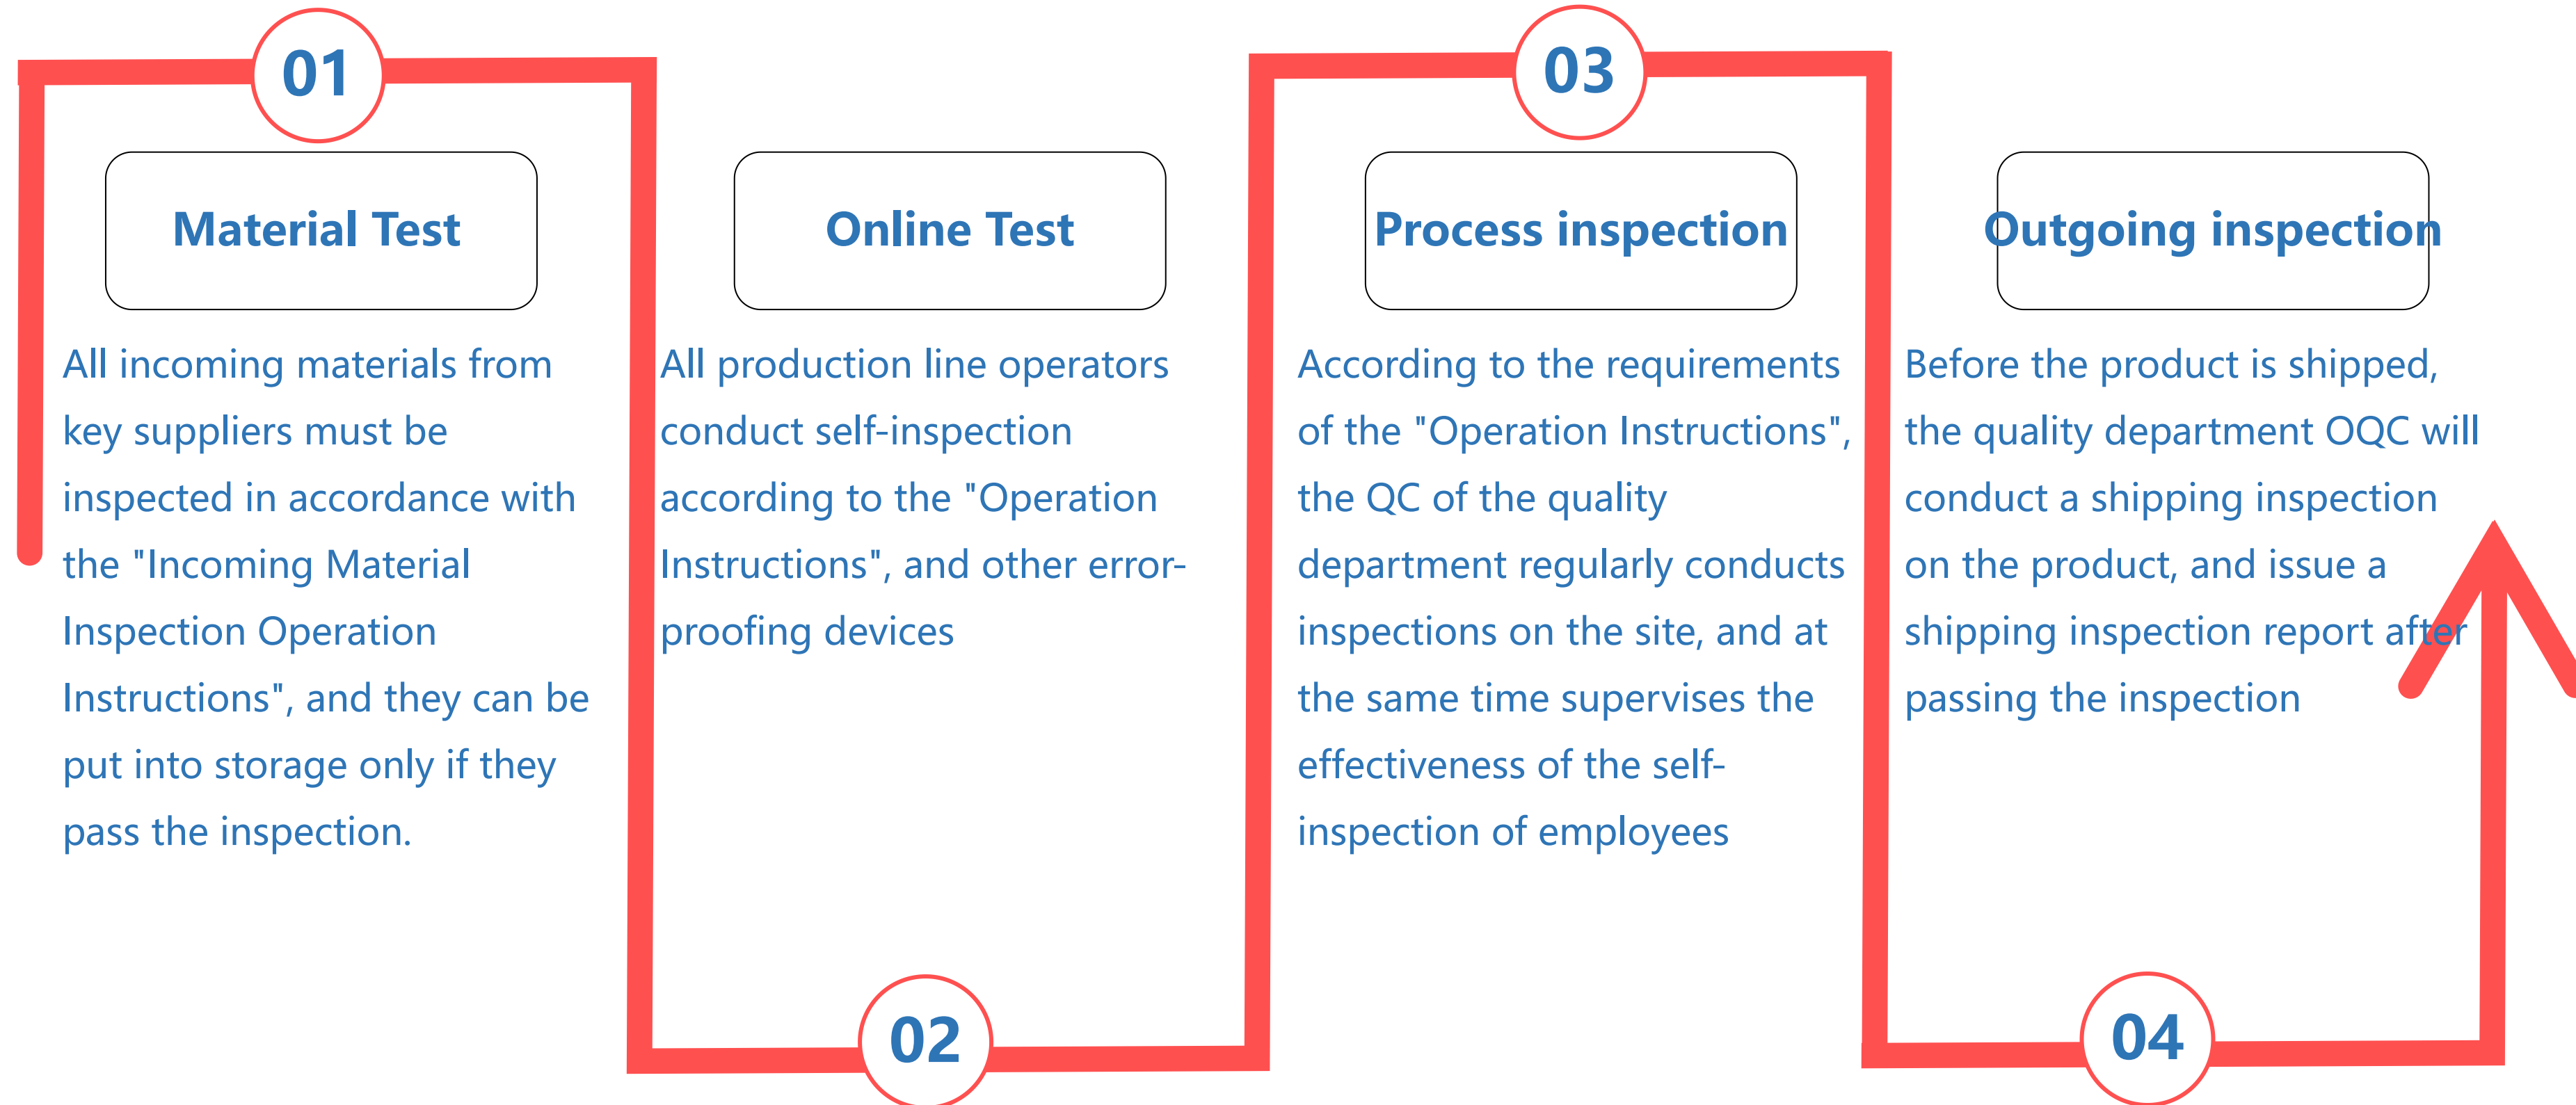 01
Material Test
All incoming materials from
key suppliers must be
inspected in accordance with
the "Incoming Material
Inspection Operation
Instructions", and they can be
put into storage only if they
pass the inspection.
02
Online Test
All production line operators
conduct self-inspection
according to the "Operation
Instructions", and other error-
proofing devices
03
Process inspection
According to the requirements
of the "Operation Instructions",
the QC of the quality
department regularly conducts
inspections on the site, and at
the same time supervises the
effectiveness of the self-
inspection of employees
04
Outgoing inspection
Before the product is shipped,
the quality department OQC will
conduct a shipping inspection
on the product, and issue a
shipping inspection report after
passing the inspection